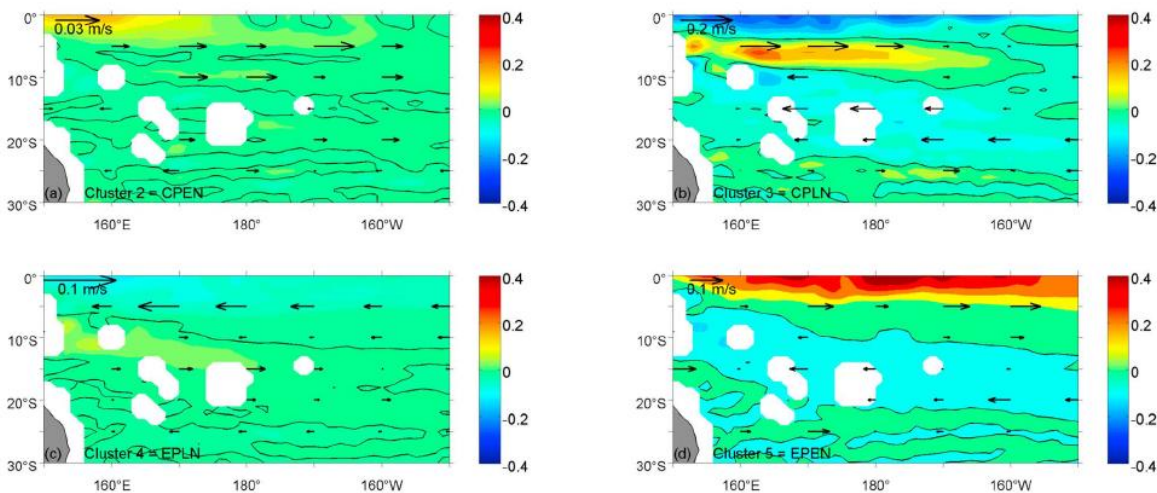 0°
10°S
20°S
30°S
0.03 m/s
(a) Cluster 2 = CPEN
160°E 180° 160°W
0.4
0.2
0
-0.2
-0.4
0°
10°S
20°S
30°S
0.2 m/s
(b) Cluster 3 = CPLN
160°E 180° 160°W
0.4
0.2
0
-0.2
-0.4
0°
10°S
20°S
30°S
0.1 m/s
(c) Cluster 4 = EPLN
160°E 180° 160°W
0.4
0.2
0
-0.2
-0.4
0°
10°S
20°S
30°S
0.1 m/s
(d) Cluster 5 = EPEN
160°E 180° 160°W
0.4
0.2
0
-0.2
-0.4